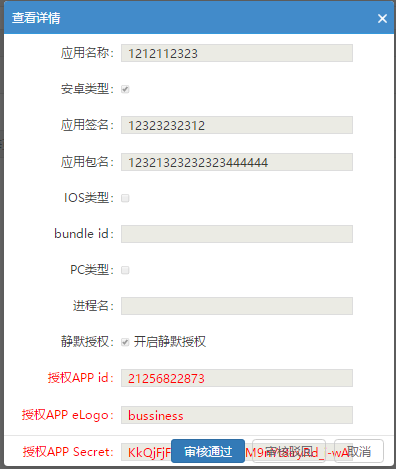 查看详情 ×
应用名称： 1212112323
安卓类型：
应用签名： 12323232312
应用包名： 12321323232323444444
IOS类型：
bundle id：
PC类型：
进程名：
静默授权： 开启静默授权
授权APP id： 21256822873
授权APP eLogo： bussiness
授权APP Secret：
审核通过 审核驳回 取消